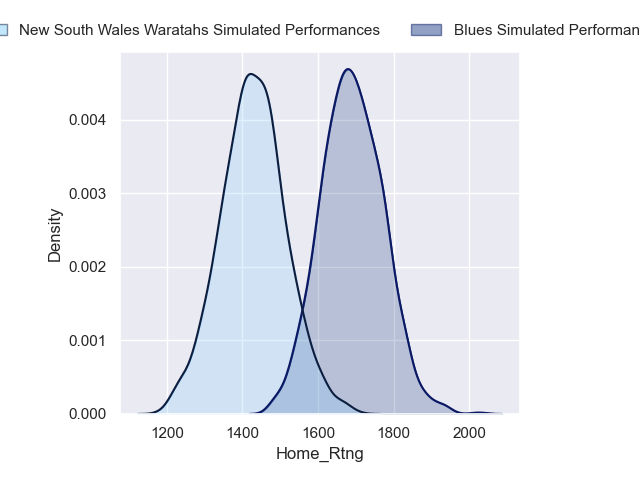 New South Wales Waratahs Simulated Performances
Blues Simulated
0.004
0.003
0.002
0.001
0.000
Density
1200 1400 1600 1800 2000
Home_Rtng